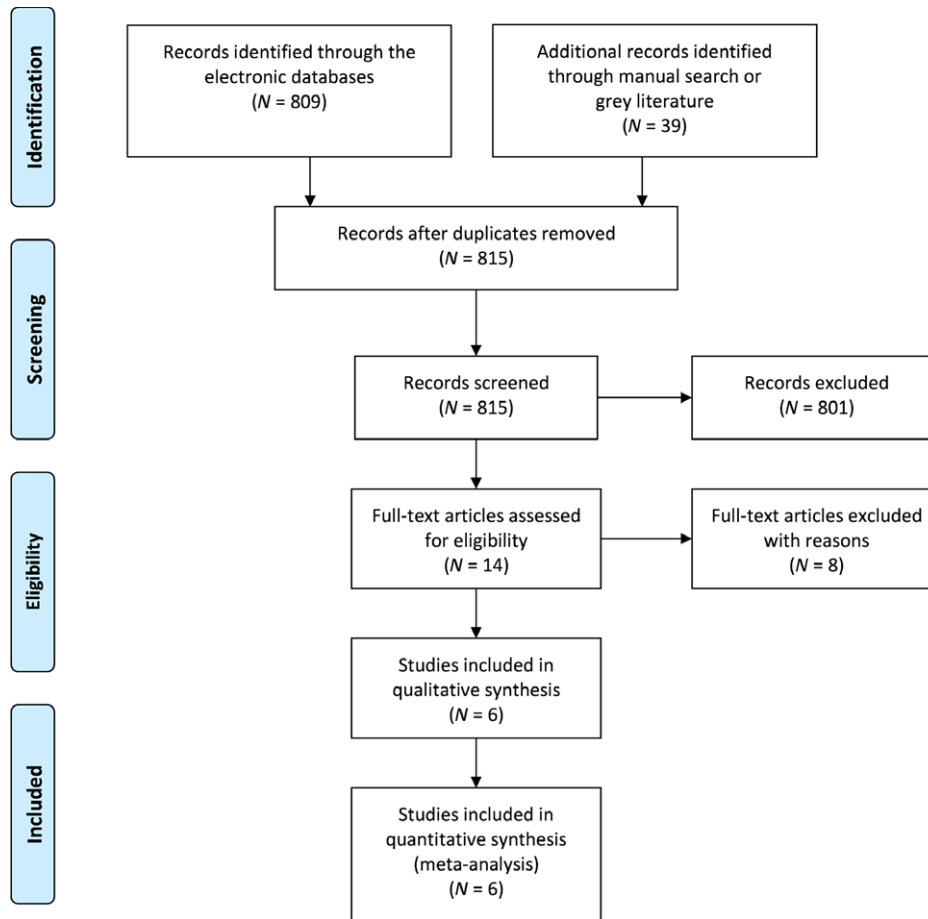 Identification
Records identified through the
electronic databases
(N = 809)
Additional records identified
through manual search or
grey literature
(N = 39)
Records after duplicates removed
(N = 815)
Screening
Records screened
(N = 815)
Records excluded
(N = 801)
Eligibility
Full-text articles assessed
for eligibility
(N = 14)
Full-text articles excluded
with reasons
(N = 8)
Studies included in
qualitative synthesis
(N = 6)
Included
Studies included in
quantitative synthesis
(meta-analysis)
(N = 6)